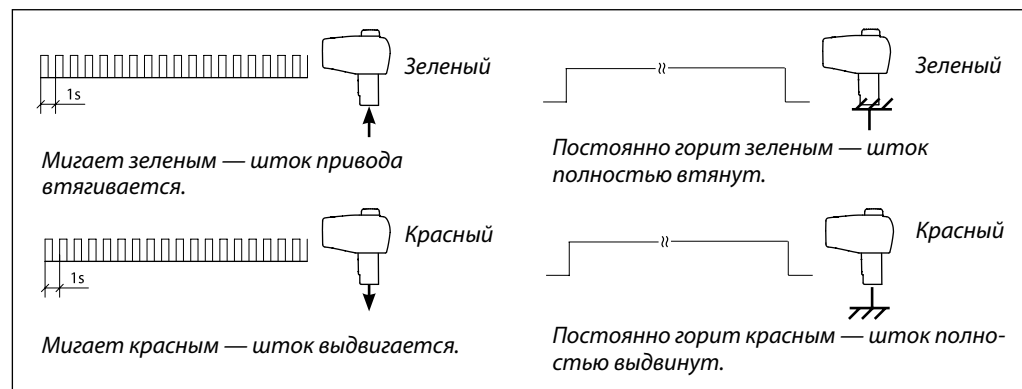 Зеленый
1s
Мигает зеленым — шток привода
втягивается.
Зеленый
Постоянно горит зеленым — шток
полностью втянут.
Красный
1s
Мигает красным — шток выдвигается.
Красный
Постоянно горит красным — шток полно-
стью выдвинут.